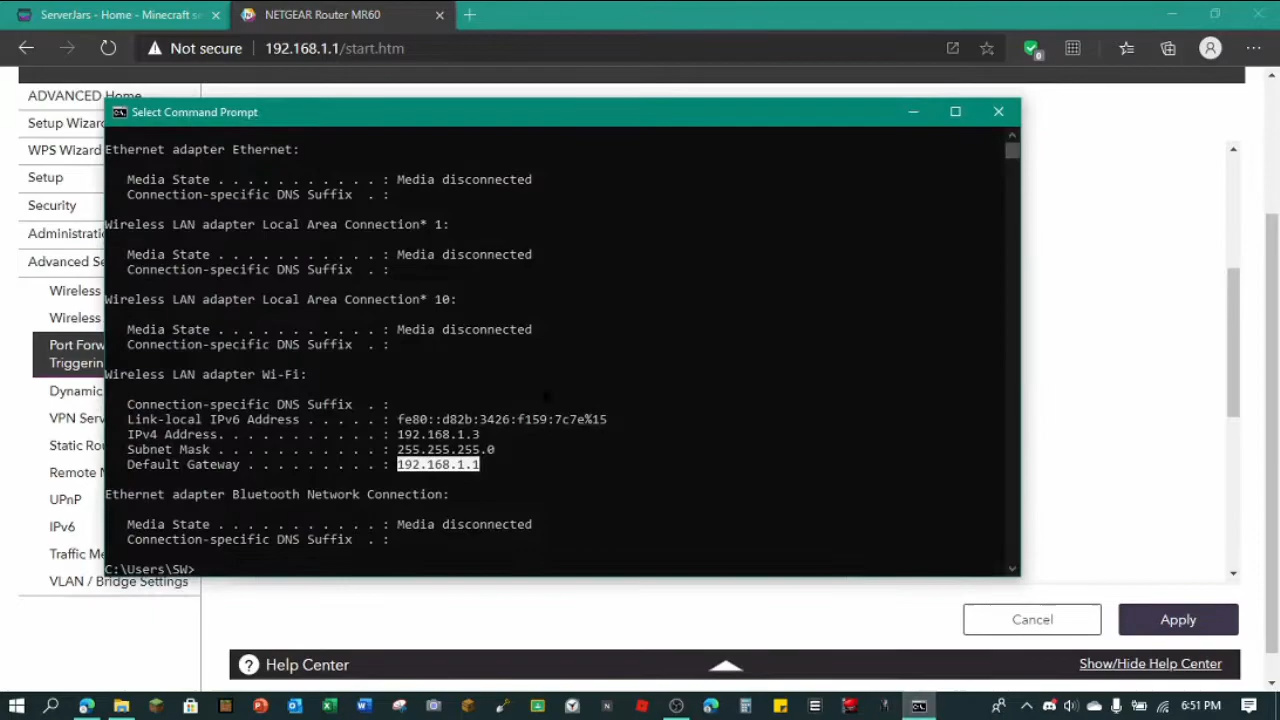 ServerJars - Home - Minecraft se
NETGEAR Router MR60
Not secure
192.168.1.1/start.htm
0
ADVANCED Home
Setup Wizard
WPS Wizard
Setup
Security
Administratio
Advanced Se
Wireless
Wireless
Port Forw
Triggering
Dynamic
VPN Serv
Static Rou
Remote M
UPnP
IPv6
Traffic Me
VLAN / Bridge Settings
Select Command Prompt
Ethernet adapter Ethernet:
Media State . . . . . . . . . . . : Media disconnected
Connection-specific DNS Suffix  . :
Wireless LAN adapter Local Area Connection* 1:
Media State . . . . . . . . . . . : Media disconnected
Connection-specific DNS Suffix  . :
Wireless LAN adapter Local Area Connection* 10:
Media State . . . . . . . . . . . : Media disconnected
Connection-specific DNS Suffix  . :
Wireless LAN adapter Wi-Fi:
Connection-specific DNS Suffix  . :
Link-local IPv6 Address . . . . . : fe80::d82b:3426:f159:7c7e%15
IPv4 Address. . . . . . . . . . . : 192.168.1.3
Subnet Mask . . . . . . . . . . . : 255.255.255.0
Default Gateway . . . . . . . . . : 192.168.1.1
Ethernet adapter Bluetooth Network Connection:
Media State . . . . . . . . . . . : Media disconnected
Connection-specific DNS Suffix  . :
C:\Users\SW>
Cancel
Apply
? Help Center
Show/Hide Help Center
6:51 PM